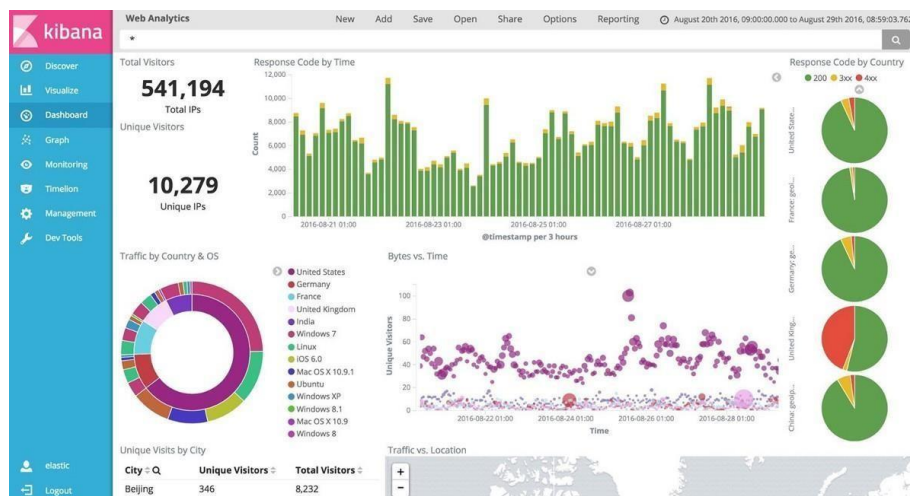 kibana
Discover
Visualize
Dashboard
Graph
Monitoring
Timelion
Management
Dev Tools
elastic
Logout
Web Analytics
New Add Save Open Share Options Reporting August 20th 2016, 09:00:00.000 to August 29th 2016, 08:59:03.762
*
Total Visitors
541,194
Total IPs
Unique Visitors
10,279
Unique IPs
Response Code by Time
12,000
10,000
8,000
6,000
4,000
2,000
0
Count
2016-08-21 01:00 2016-08-23 01:00 2016-08-25 01:00 2016-08-27 01:00
@timestamp per 3 hours
Response Code by Country
200 3xx 4xx
United State...
France: geoi...
Germany: ge...
United King...
China: geoip...
Traffic by Country & OS
United States
Germany
France
United Kingdom
India
Windows 7
Linux
iOS 6.0
Mac OS X 10.9.1
Ubuntu
Windows XP
Windows 8.1
Mac OS X 10.9
Windows 8
Bytes vs. Time
100
80
60
40
20
0
Unique Visitors
2016-08-22 01:00 2016-08-24 01:00 2016-08-26 01:00 2016-08-28 01:00
Time
Unique Visits by City
City Unique Visitors Total Visitors
Beijing 346 8,232
Traffic vs. Location
+
−